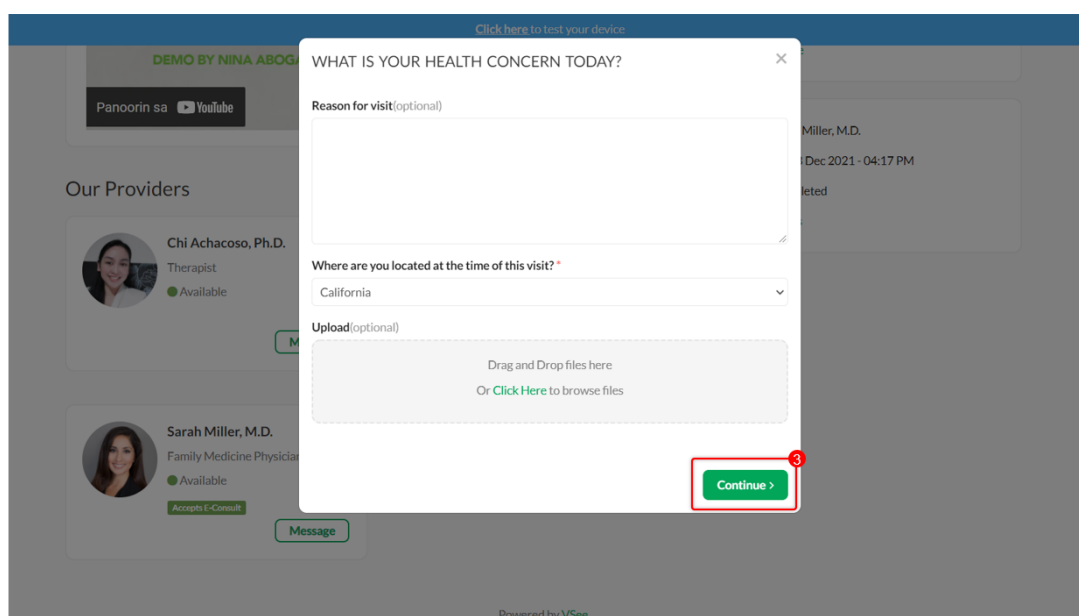 Click here to test your device
DEMO BY NINA ABOGA
Panoorin sa YouTube
WHAT IS YOUR HEALTH CONCERN TODAY?
×
Reason for visit(optional)
Where are you located at the time of this visit? *
California
Upload(optional)
Drag and Drop files here
Or Click Here to browse files
3
Continue >
Miller, M.D.
Dec 2021 - 04:17 PM
leted
Our Providers
Chi Achacoso, Ph.D.
Therapist
Available
M
Sarah Miller, M.D.
Family Medicine Physician
Available
Accepts E-Consult
Message
Powered by VSee